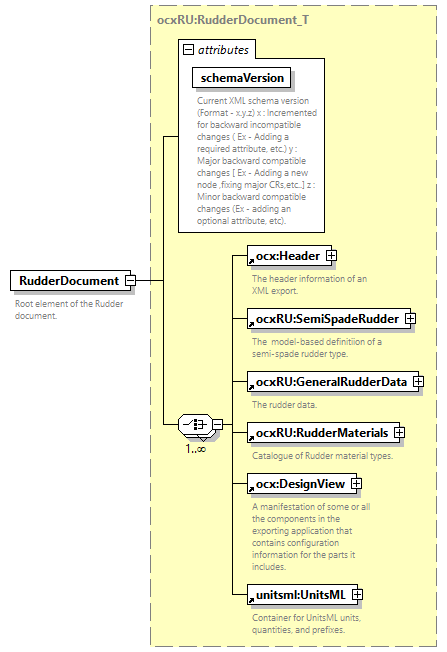 ocxRU:RudderDocument_T
attributes
schemaVersion
Current XML schema version
(Format - x.y.z) x : Incremented
for backward incompatible
changes ( Ex - Adding a
required attribute, etc.) y :
Major backward compatible
changes [ Ex - Adding a new
node ,fixing major CRs,etc..] z :
Minor backward compatible
changes (Ex - adding an
optional attribute, etc).
RudderDocument
Root element of the Rudder
document.
1..∞
ocx:Header
The header information of an
XML export.
ocxRU:SemiSpadeRudder
The  model-based definitiion of a
semi-spade rudder type.
ocxRU:GeneralRudderData
The rudder data.
ocxRU:RudderMaterials
Catalogue of Rudder material types.
ocx:DesignView
A manifestation of some or all
the components in the
exporting application that
contains configuration
information for the parts it
includes.
unitsml:UnitsML
Container for UnitsML units,
quantities, and prefixes.